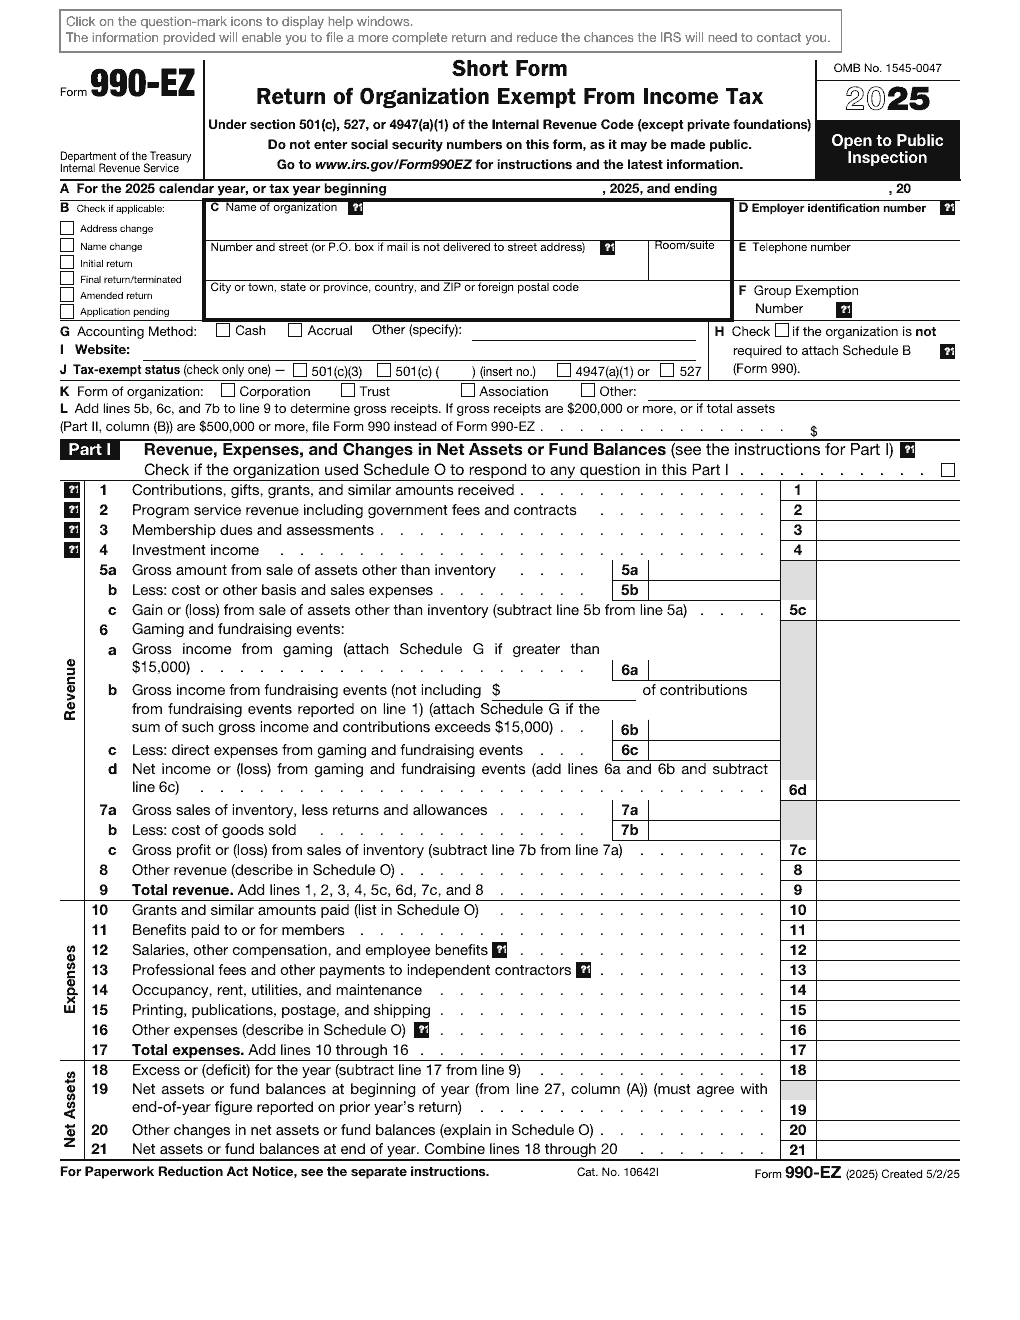 Click on the question-mark icons to display help windows.
The information provided will enable you to file a more complete return and reduce the chances the IRS will need to contact you.
Form 990-EZ
Department of the Treasury
Internal Revenue Service
Short Form
Return of Organization Exempt From Income Tax
Under section 501(c), 527, or 4947(a)(1) of the Internal Revenue Code (except private foundations)
Do not enter social security numbers on this form, as it may be made public.
Go to www.irs.gov/Form990EZ for instructions and the latest information.
OMB No. 1545-0047
2025
Open to Public
Inspection
A For the 2025 calendar year, or tax year beginning , 2025, and ending , 20
B Check if applicable:
Address change
Name change
Initial return
Final return/terminated
Amended return
Application pending
C Name of organization
Number and street (or P.O. box if mail is not delivered to street address) Room/suite
City or town, state or province, country, and ZIP or foreign postal code
D Employer identification number
E Telephone number
F Group Exemption
Number
G Accounting Method: Cash Accrual Other (specify):
H Check if the organization is not
required to attach Schedule B
(Form 990).
I Website:
J Tax-exempt status (check only one) — 501(c)(3) 501(c) ( ) (insert no.) 4947(a)(1) or 527
K Form of organization: Corporation Trust Association Other:
L Add lines 5b, 6c, and 7b to line 9 to determine gross receipts. If gross receipts are $200,000 or more, or if total assets
(Part II, column (B)) are $500,000 or more, file Form 990 instead of Form 990-EZ . . . . . . . . . . . . . . $
Part I Revenue, Expenses, and Changes in Net Assets or Fund Balances (see the instructions for Part I)
Check if the organization used Schedule O to respond to any question in this Part I . . . . . . . . . .
Revenue
1 Contributions, gifts, grants, and similar amounts received . . . . . . . . . . . . . 1
2 Program service revenue including government fees and contracts . . . . . . . . . 2
3 Membership dues and assessments . . . . . . . . . . . . . . . . . . . . 3
4 Investment income . . . . . . . . . . . . . . . . . . . . . . . . . 4
5a Gross amount from sale of assets other than inventory . . . . 5a
b Less: cost or other basis and sales expenses . . . . . . . . 5b
c Gain or (loss) from sale of assets other than inventory (subtract line 5b from line 5a) . . . . 5c
6 Gaming and fundraising events:
a Gross income from gaming (attach Schedule G if greater than
$15,000) . . . . . . . . . . . . . . . . . . . . 6a
b Gross income from fundraising events (not including $ of contributions
from fundraising events reported on line 1) (attach Schedule G if the
sum of such gross income and contributions exceeds $15,000) . . 6b
c Less: direct expenses from gaming and fundraising events . . . 6c
d Net income or (loss) from gaming and fundraising events (add lines 6a and 6b and subtract
line 6c) . . . . . . . . . . . . . . . . . . . . . . . . . . . . . 6d
7a Gross sales of inventory, less returns and allowances . . . . . 7a
b Less: cost of goods sold . . . . . . . . . . . . . . 7b
c Gross profit or (loss) from sales of inventory (subtract line 7b from line 7a) . . . . . . . 7c
8 Other revenue (describe in Schedule O) . . . . . . . . . . . . . . . . . . . 8
9 Total revenue. Add lines 1, 2, 3, 4, 5c, 6d, 7c, and 8 . . . . . . . . . . . . . . 9
Expenses
10 Grants and similar amounts paid (list in Schedule O) . . . . . . . . . . . . . . 10
11 Benefits paid to or for members . . . . . . . . . . . . . . . . . . . . . 11
12 Salaries, other compensation, and employee benefits . . . . . . . . . . . . . 12
13 Professional fees and other payments to independent contractors . . . . . . . . . 13
14 Occupancy, rent, utilities, and maintenance . . . . . . . . . . . . . . . . . 14
15 Printing, publications, postage, and shipping . . . . . . . . . . . . . . . . . 15
16 Other expenses (describe in Schedule O) . . . . . . . . . . . . . . . . . 16
17 Total expenses. Add lines 10 through 16 . . . . . . . . . . . . . . . . . . 17
Net Assets
18 Excess or (deficit) for the year (subtract line 17 from line 9) . . . . . . . . . . . . 18
19 Net assets or fund balances at beginning of year (from line 27, column (A)) (must agree with
end-of-year figure reported on prior year’s return) . . . . . . . . . . . . . . . 19
20 Other changes in net assets or fund balances (explain in Schedule O) . . . . . . . . . 20
21 Net assets or fund balances at end of year. Combine lines 18 through 20 . . . . . . . 21
For Paperwork Reduction Act Notice, see the separate instructions. Cat. No. 10642I Form 990-EZ (2025) Created 5/2/25